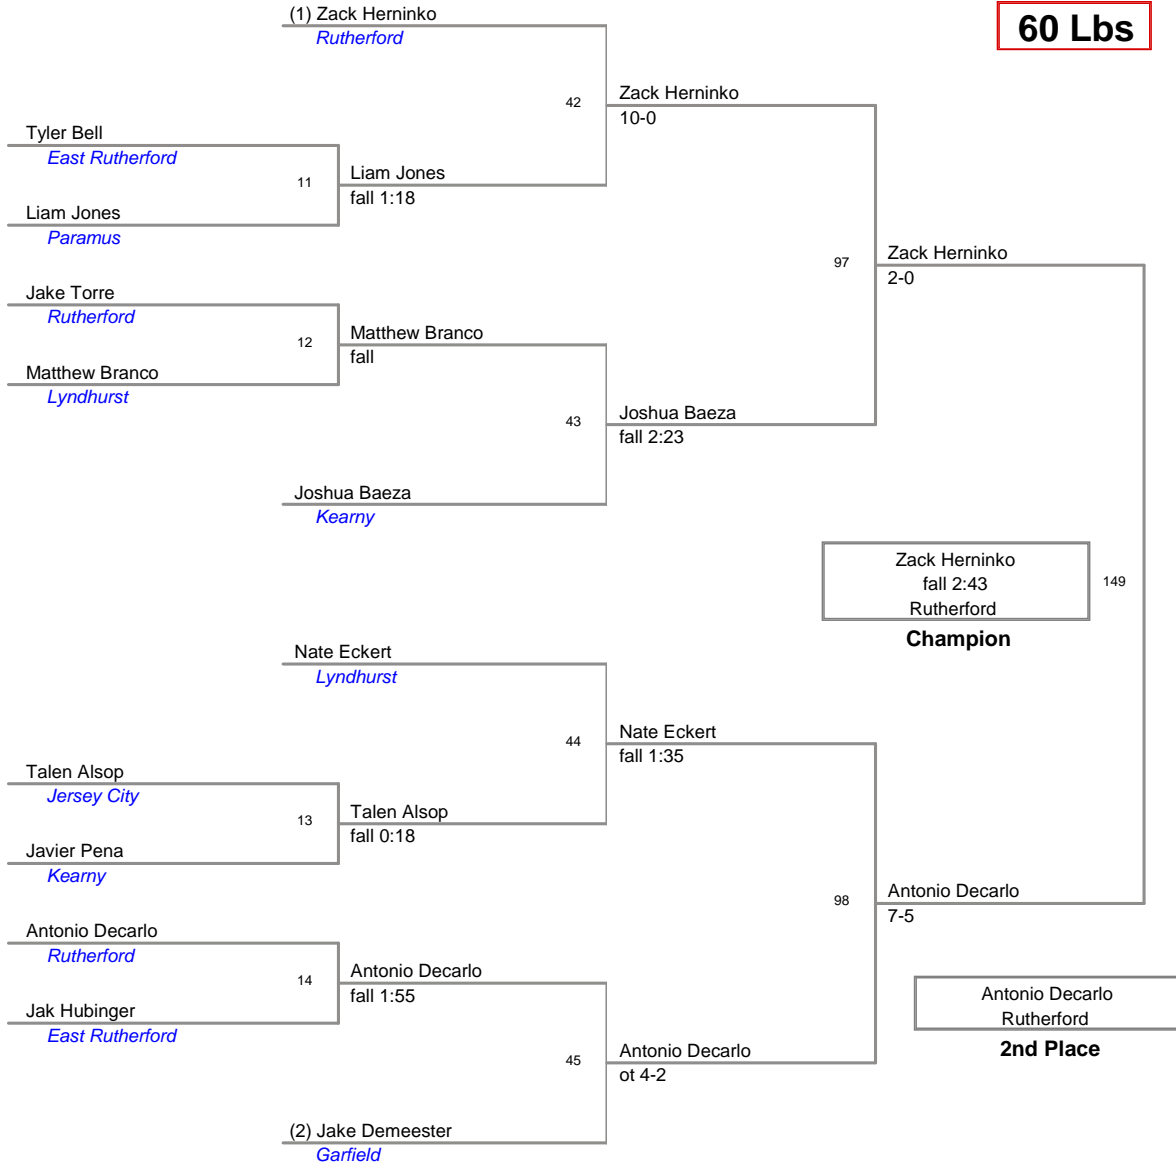 (1) Zack Herninko
60 Lbs
Rutherford
42
Zack Herninko
10-0
Tyler Bell
East Rutherford
11
Liam Jones
fall 1:18
Liam Jones
Paramus
97
Zack Herninko
2-0
Jake Torre
Rutherford
12
Matthew Branco
fall
Matthew Branco
Lyndhurst
43
Joshua Baeza
fall 2:23
Joshua Baeza
Kearny
Zack Herninko
fall 2:43
Rutherford
149
Champion
Nate Eckert
Lyndhurst
44
Nate Eckert
fall 1:35
Talen Alsop
Jersey City
13
Talen Alsop
fall 0:18
Javier Pena
Kearny
98
Antonio Decarlo
7-5
Antonio Decarlo
Rutherford
14
Antonio Decarlo
fall 1:55
Jak Hubinger
East Rutherford
Antonio Decarlo
Rutherford
2nd Place
45
Antonio Decarlo
ot 4-2
(2) Jake Demeester
Garfield